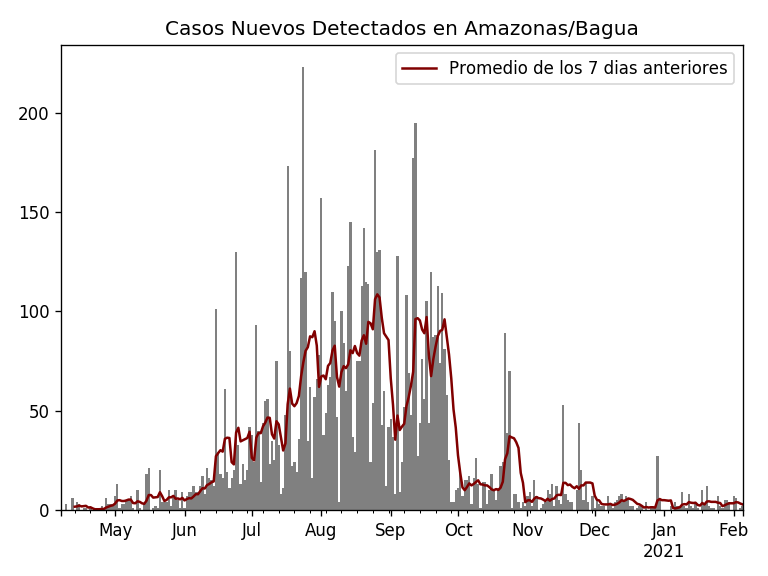 Casos Nuevos Detectados en Amazonas/Bagua
Promedio de los 7 dias anteriores
200
150
100
50
0
May Jun Jul Aug Sep Oct Nov Dec Jan Feb
2021